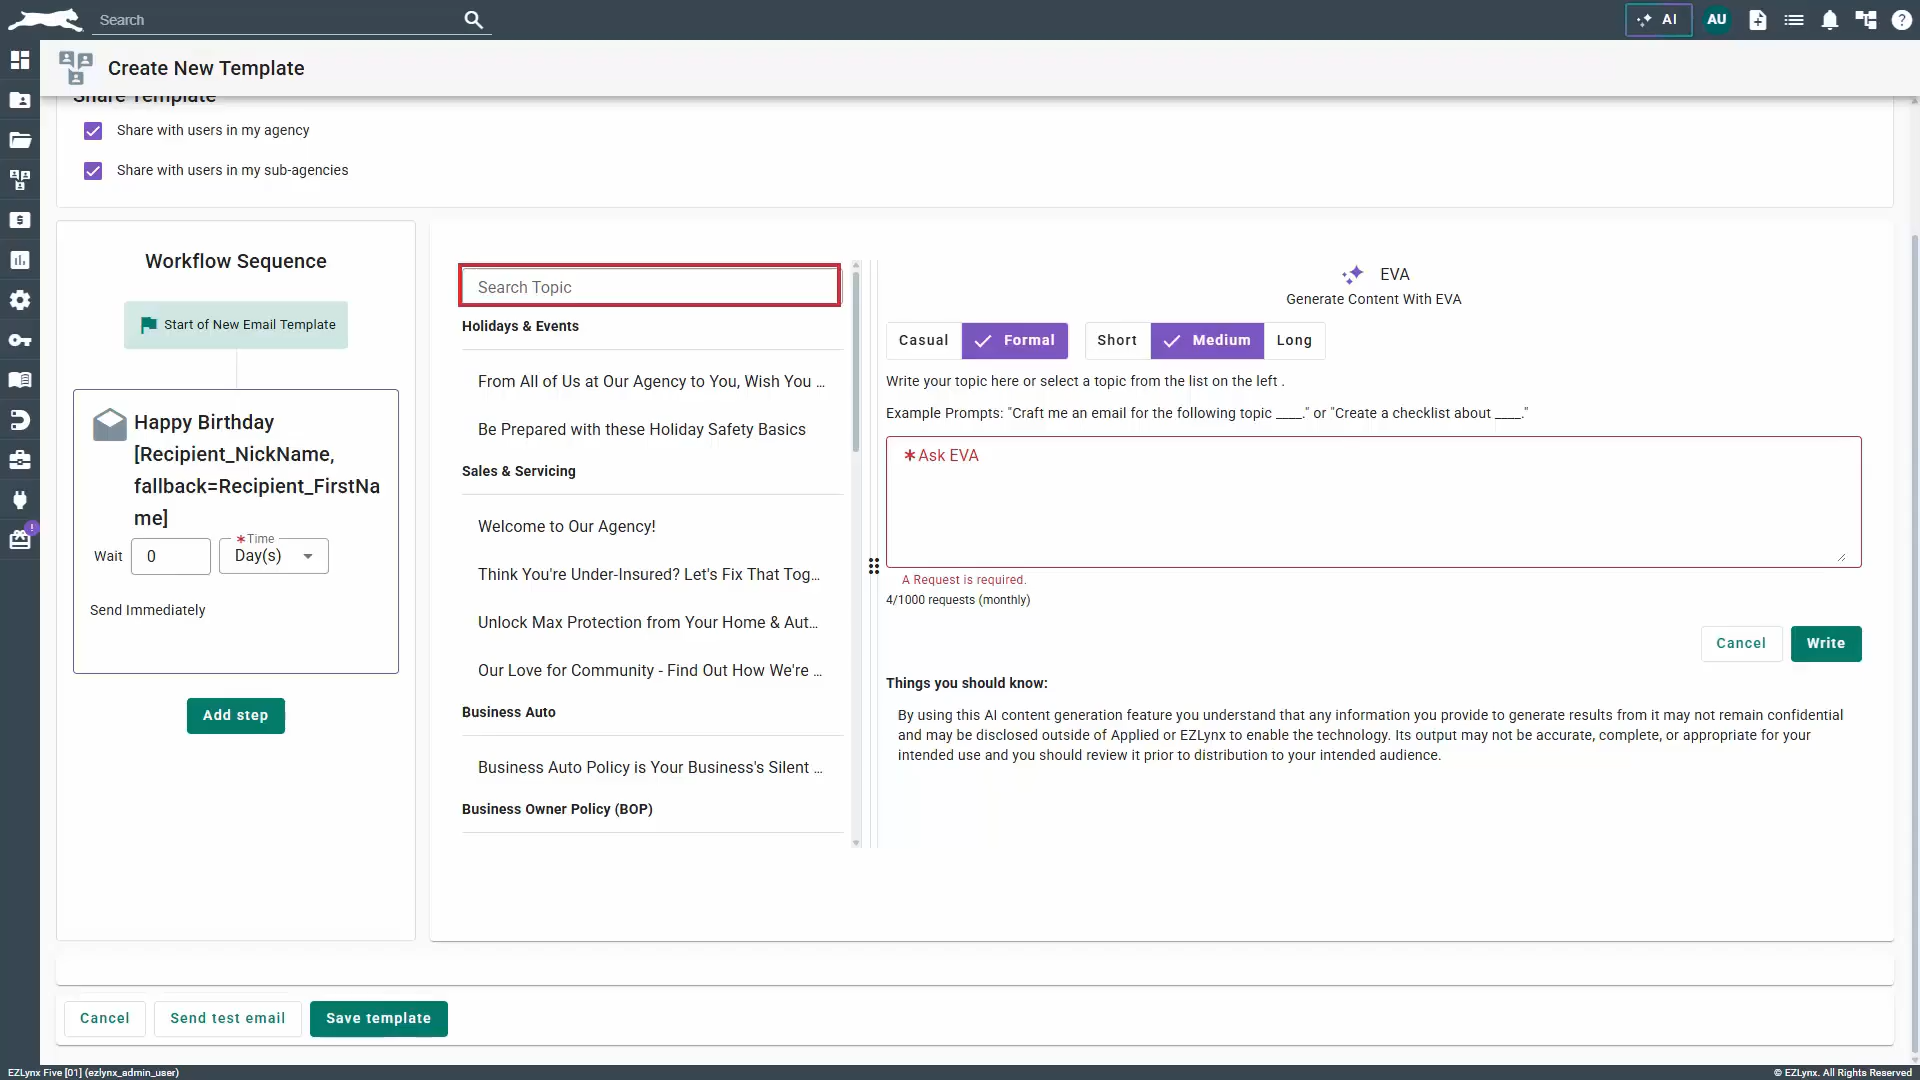 Search
AI
AU
Create New Template
Share Template
Share with users in my agency
Share with users in my sub-agencies
Workflow Sequence
Start of New Email Template
Happy Birthday
[Recipient_NickName,
fallback=Recipient_FirstNa
me]
Wait
0
*Time
Day(s)
Send Immediately
Add step
Search Topic
Holidays & Events
From All of Us at Our Agency to You, Wish You ...
Be Prepared with these Holiday Safety Basics
Sales & Servicing
Welcome to Our Agency!
Think You're Under-Insured? Let's Fix That Tog...
Unlock Max Protection from Your Home & Aut...
Our Love for Community - Find Out How We're ...
Business Auto
Business Auto Policy is Your Business's Silent ...
Business Owner Policy (BOP)
EVA
Generate Content With EVA
Casual
Formal
Short
Medium
Long
Write your topic here or select a topic from the list on the left .
Example Prompts: "Craft me an email for the following topic ____." or "Create a checklist about ____."
*Ask EVA
A Request is required.
4/1000 requests (monthly)
Cancel
Write
Things you should know:
By using this AI content generation feature you understand that any information you provide to generate results from it may not remain confidential
and may be disclosed outside of Applied or EZLynx to enable the technology. Its output may not be accurate, complete, or appropriate for your
intended use and you should review it prior to distribution to your intended audience.
Cancel
Send test email
Save template
EZLynx Five [01] (ezlynx_admin_user)
© EZLynx. All Rights Reserved